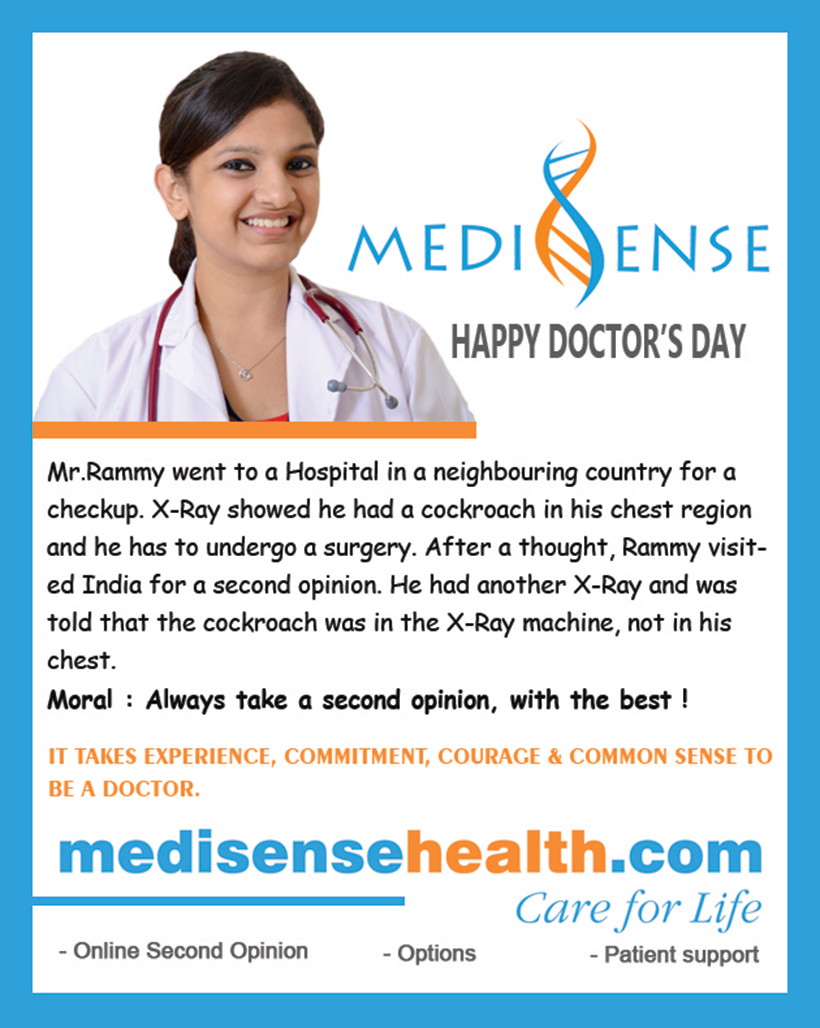 MEDISENSE
HAPPY DOCTOR'S DAY
Mr.Rammy went to a Hospital in a neighbouring country for a
checkup. X-Ray showed he had a cockroach in his chest region
and he has to undergo a surgery. After a thought, Rammy visit-
ed India for a second opinion. He had another X-Ray and was
told that the cockroach was in the X-Ray machine, not in his
chest.
Moral : Always take a second opinion, with the best !
IT TAKES EXPERIENCE, COMMITMENT, COURAGE & COMMON SENSE TO
BE A DOCTOR.
medisensehealth.com
Care for Life
- Online Second Opinion - Options - Patient support